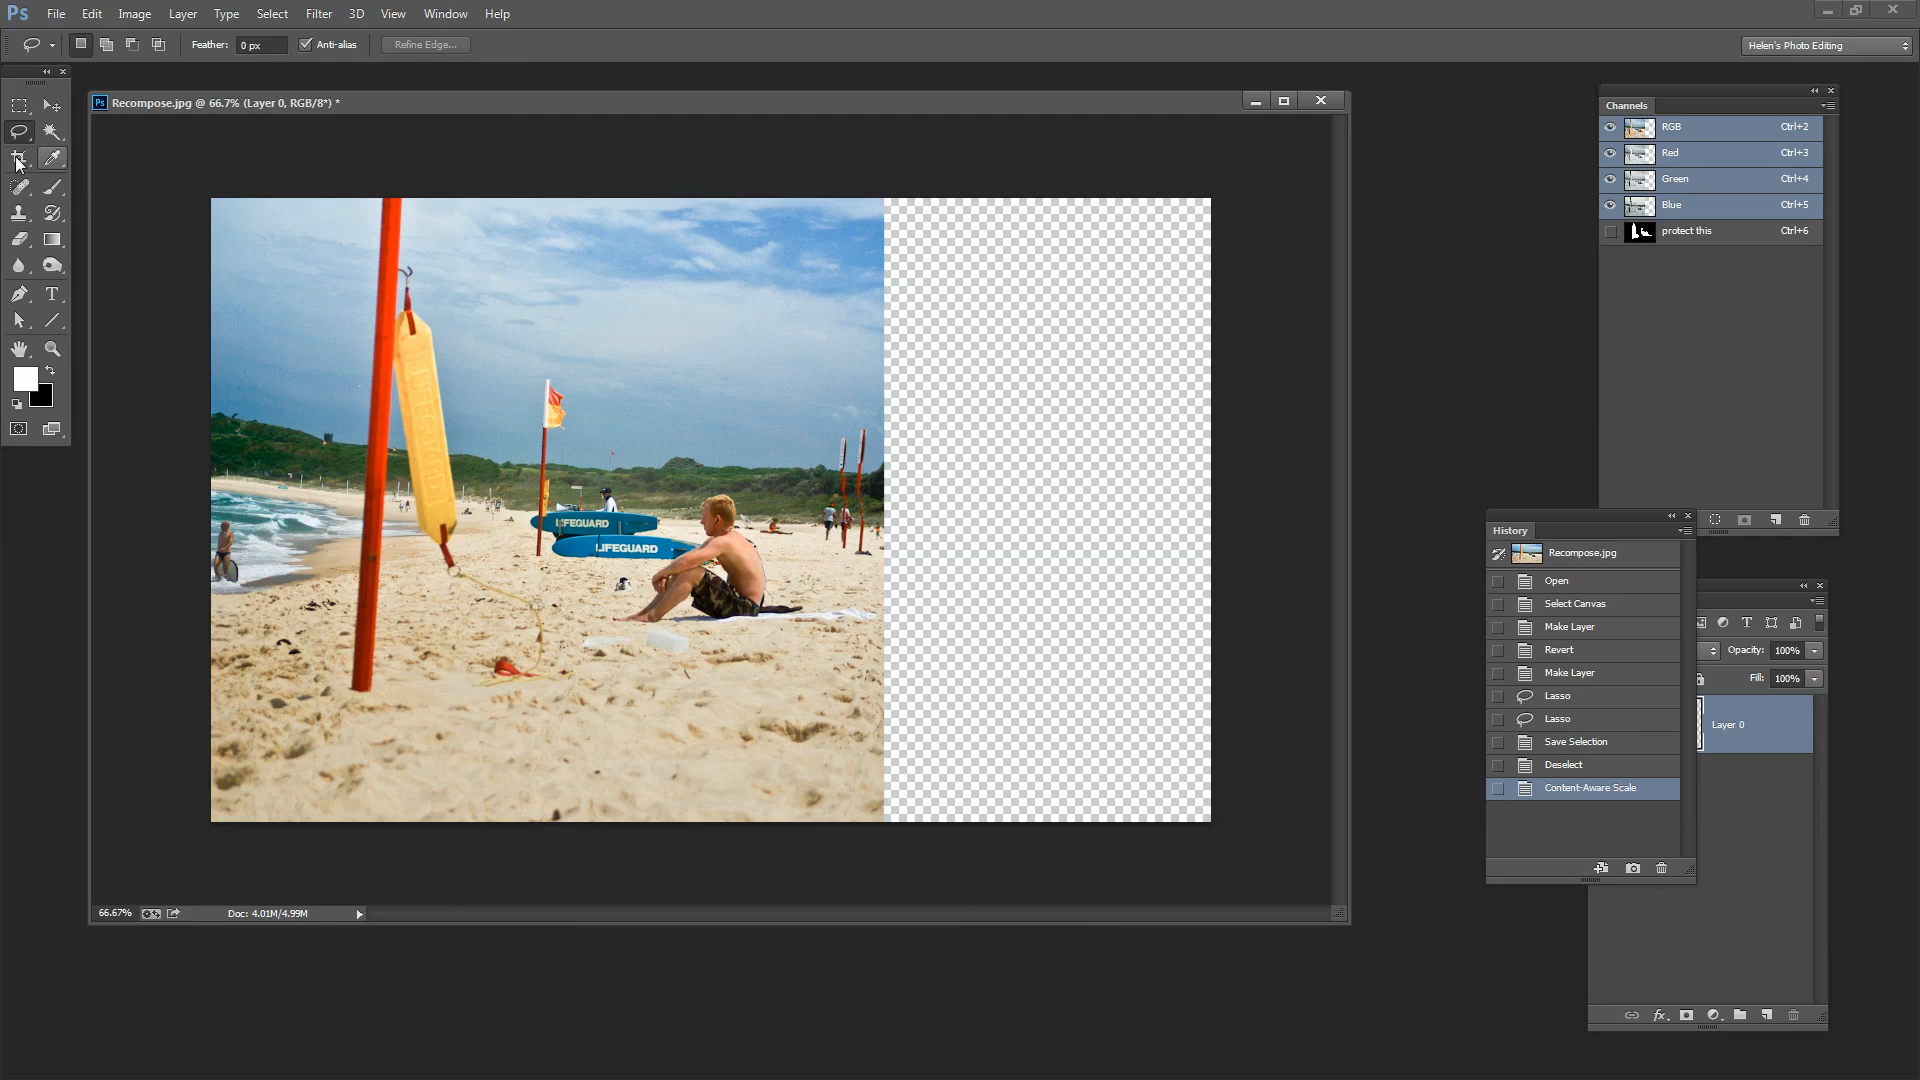 Ps File Edit Image Layer Type Select Filter 3D View Window Help
Feather: 0 px Anti-alias Refine Edge... Helen's Photo Editing
Ps Recompose.jpg @ 66.7% (Layer 0, RGB/8*) *
Channels
RGB Ctrl+2
Red Ctrl+3
Green Ctrl+4
Blue Ctrl+5
protect this Ctrl+6
T
LIFEGUARD
LIFEGUARD
History
Recompose.jpg
Open
Select Canvas
Make Layer
Revert
Make Layer
Lasso
Lasso
Save Selection
Deselect
Content-Aware Scale
T
Opacity: 100%
Fill: 100%
Layer 0
66.67% Doc: 4.01M/4.99M
fx